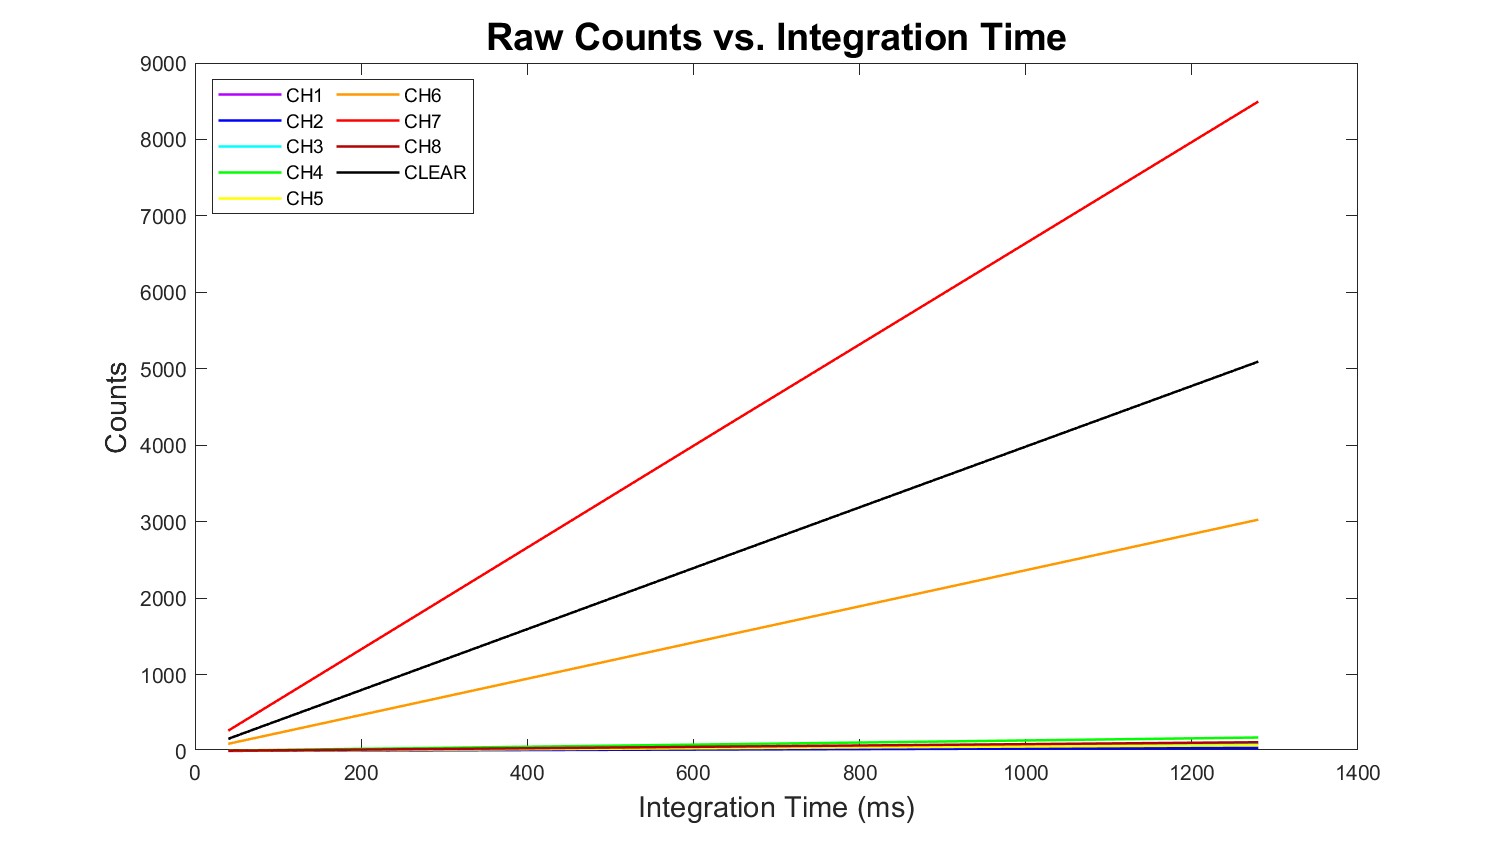 Raw Counts vs. Integration Time
9000
8000
7000
6000
5000
4000
3000
2000
1000
0
Counts
CH1
CH2
CH3
CH4
CH5
CH6
CH7
CH8
CLEAR
0
200
400
600
800
1000
1200
1400
Integration Time (ms)